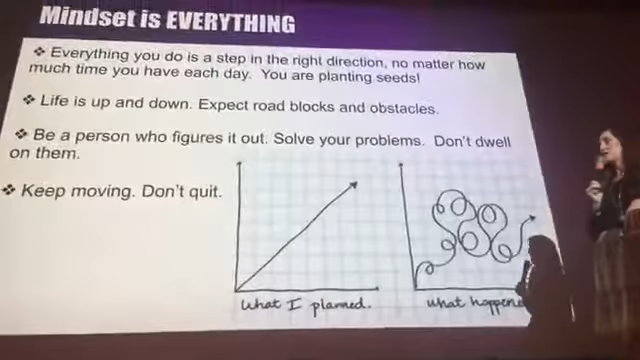 Mindset is EVERYTHING
❖ Everything you do is a step in the right direction, no matter how
much time you have each day. You are planting seeds!
❖ Life is up and down. Expect road blocks and obstacles.
❖ Be a person who figures it out. Solve your problems. Don't dwell
on them.
❖ Keep moving. Don't quit.
What I planned.
what